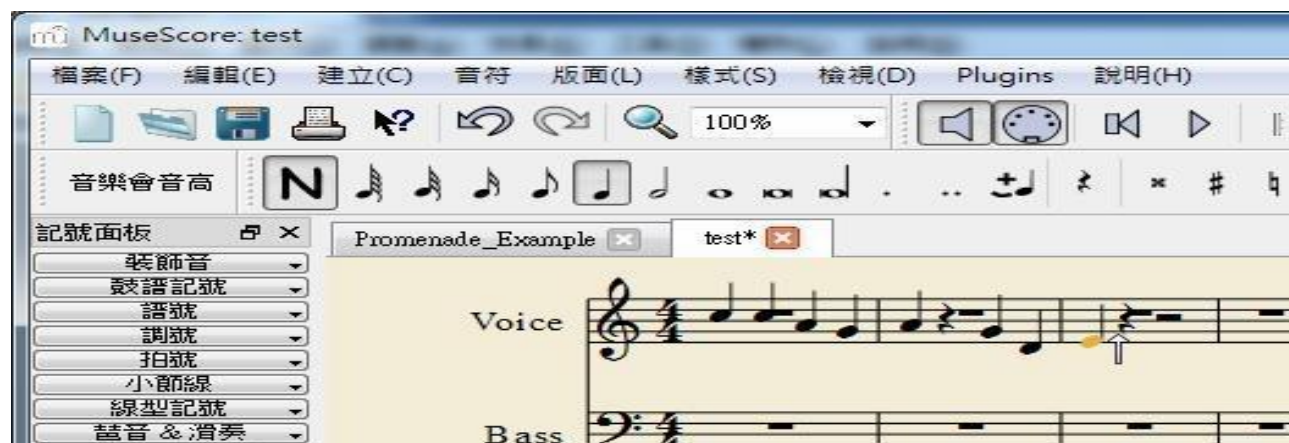 MuseScore: test
檔案(F) 編輯(E) 建立(C) 音符 版面(L) 樣式(S) 檢視(D) Plugins 說明(H)
100%
音樂會音高 N
記號面板
Promenade_Example test*
裝飾音
鼓譜記號
譜號
調號
拍號
小節線
線型記號
琶音 & 滑奏
Voice
Bass